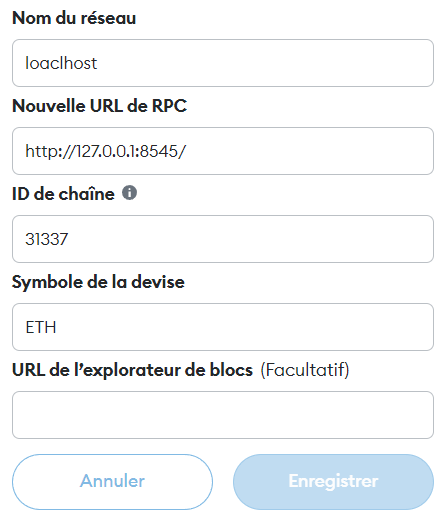 Nom du réseau
loaclhost
Nouvelle URL de RPC
http://127.0.0.1:8545/
ID de chaîne
31337
Symbole de la devise
ETH
URL de l’explorateur de blocs (Facultatif)
Annuler Enregistrer